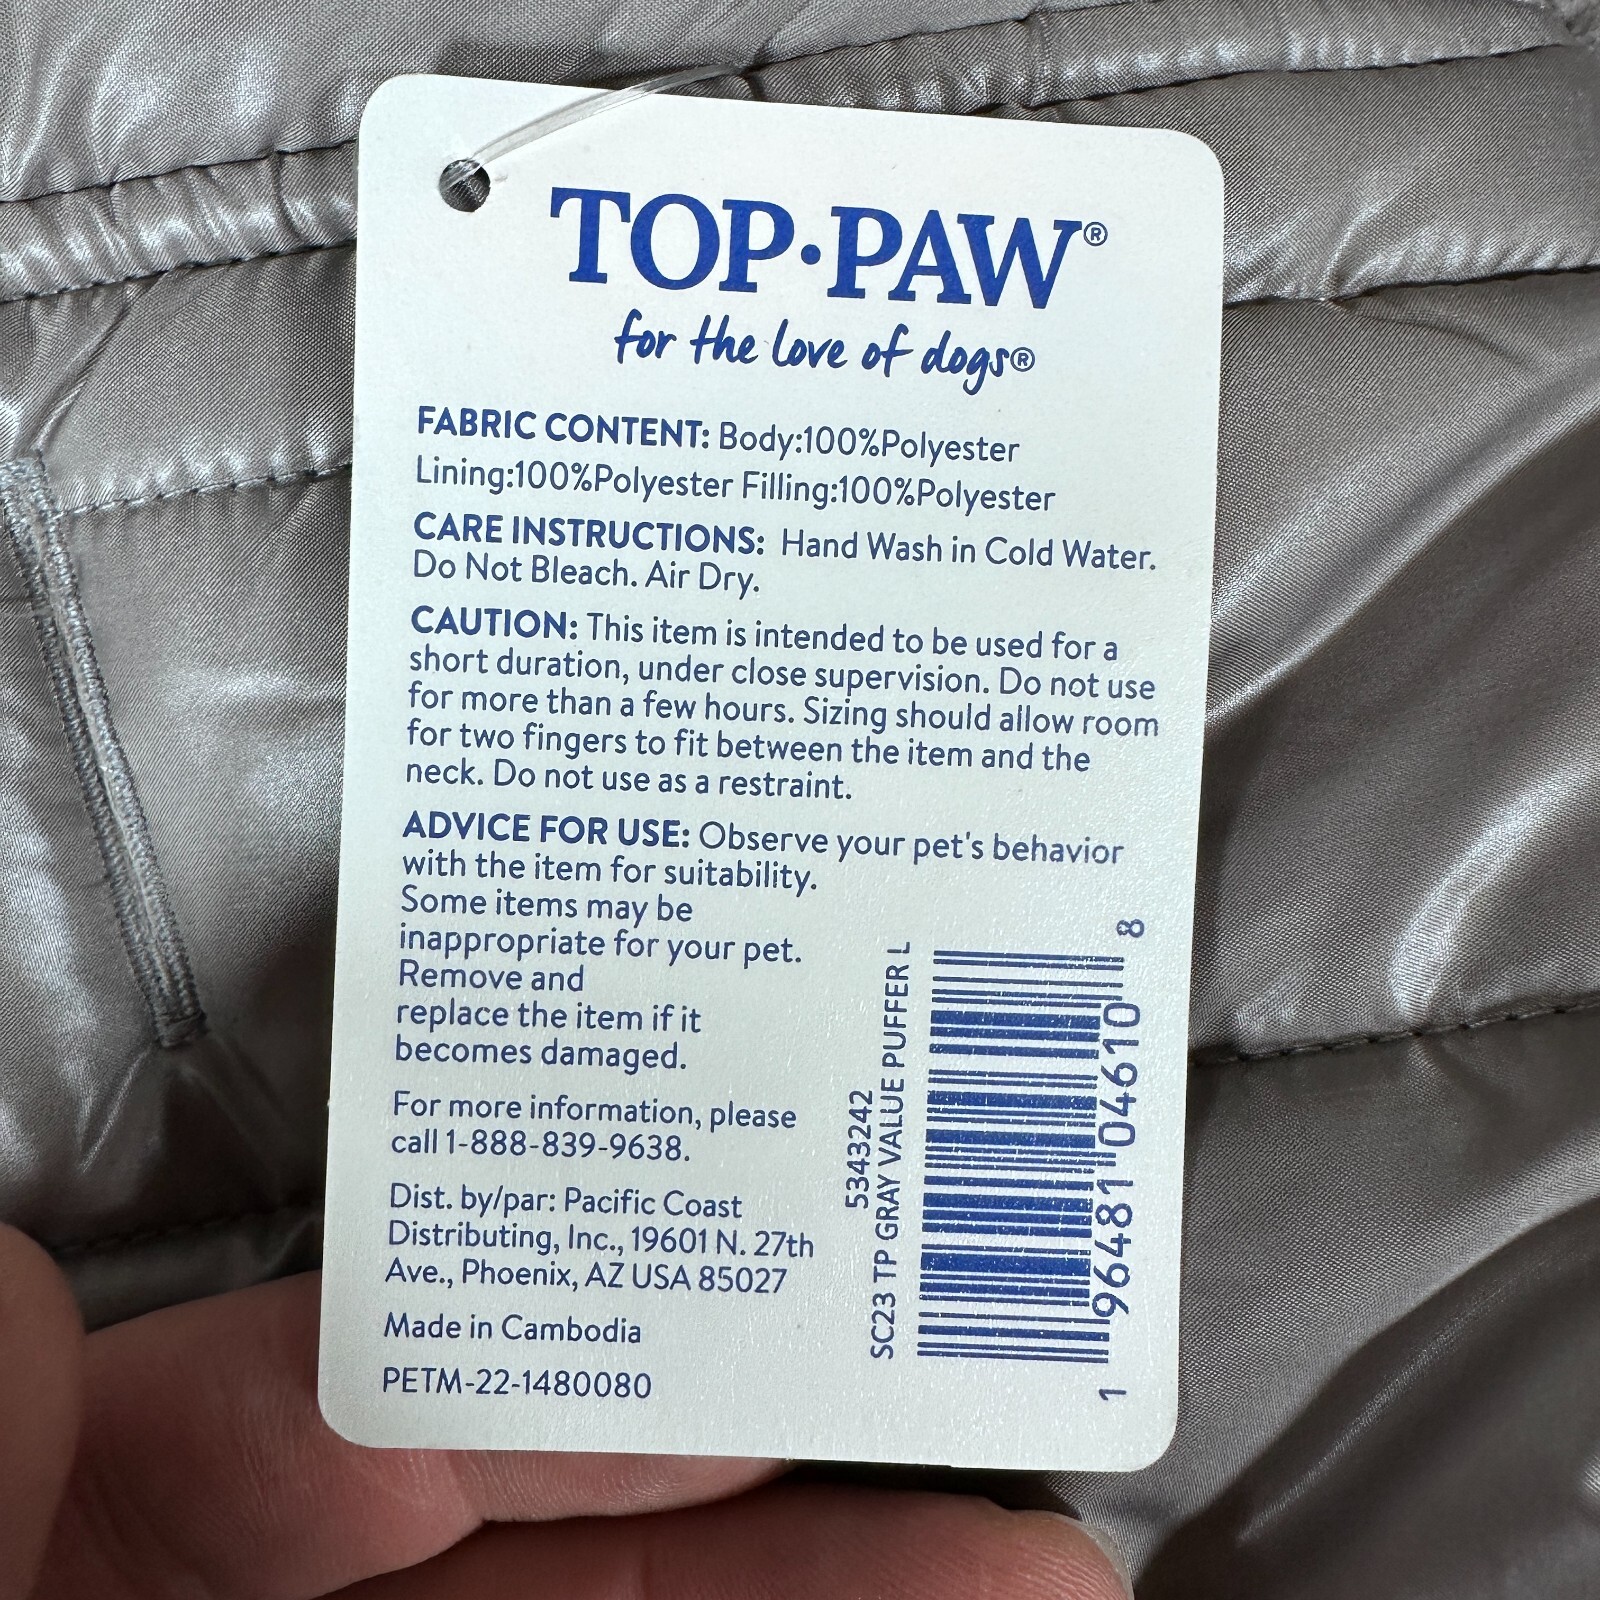 TOP•PAW®
for the love of dogs®
FABRIC CONTENT: Body:100%Polyester
Lining:100%Polyester Filling:100%Polyester
CARE INSTRUCTIONS: Hand Wash in Cold Water.
Do Not Bleach. Air Dry.
CAUTION: This item is intended to be used for a
short duration, under close supervision. Do not use
for more than a few hours. Sizing should allow room
for two fingers to fit between the item and the
neck. Do not use as a restraint.
ADVICE FOR USE: Observe your pet's behavior
with the item for suitability.
Some items may be
inappropriate for your pet.
Remove and
replace the item if it
becomes damaged.
For more information, please
call 1-888-839-9638.
Dist. by/par: Pacific Coast
Distributing, Inc., 19601 N. 27th
Ave., Phoenix, AZ USA 85027
Made in Cambodia
PETM-22-1480080
5343242
SC23 TP GRAY VALUE PUFFER L
1 96481 04610 8